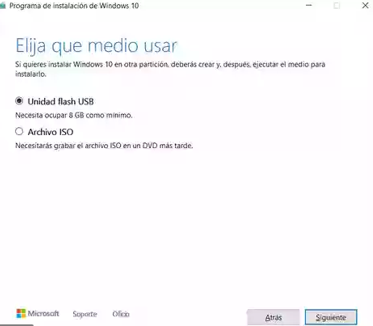 Programa de instalación de Windows 10
Elija que medio usar
Si quieres instalar Windows 10 en otra partición, deberás crear y, después, ejecutar el medio para
instalarlo.
Unidad flash USB
Necesita ocupar 8 GB como mínimo.
Archivo ISO
Necesitarás grabar el archivo ISO en un DVD más tarde.
Microsoft
Soporte
Atrás
Siguiente